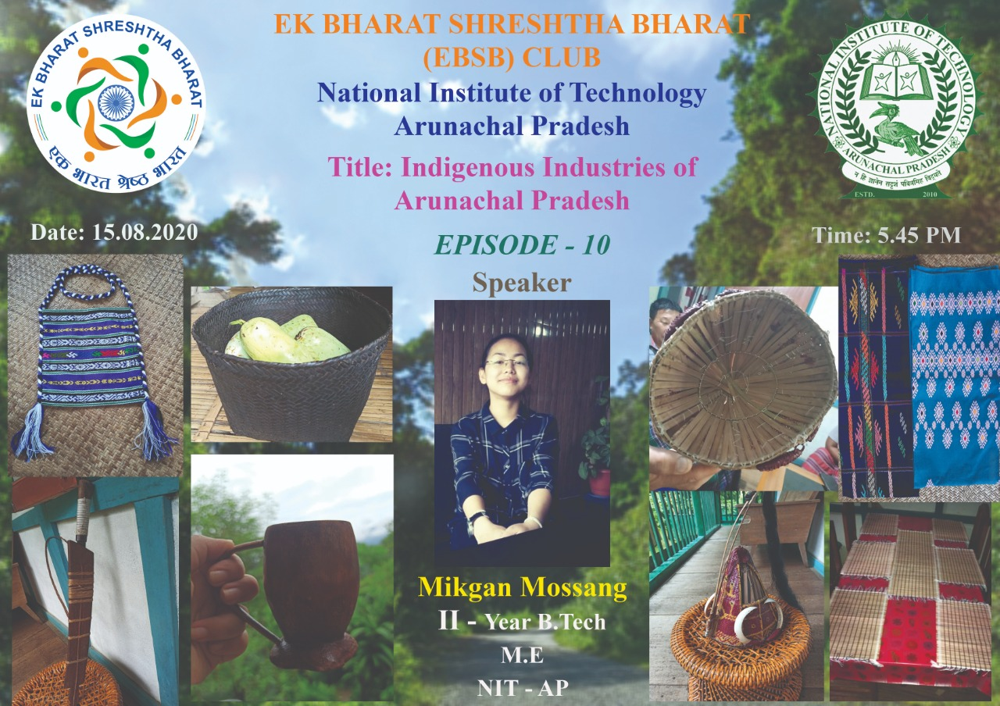 EK BHARAT SHRESHTHA BHARAT
एक भारत श्रेष्ठ भारत
EK BHARAT SHRESHTHA BHARAT
(EBSB) CLUB
National Institute of Technology
Arunachal Pradesh
Title: Indigenous Industries of
Arunachal Pradesh
NATIONAL INSTITUTE OF TECHNOLOGY
ARUNACHAL PRADESH
न हि ज्ञानेन सदृशं पवित्रमिह विद्यते
ESTD. 2010
Date: 15.08.2020
EPISODE - 10
Time: 5.45 PM
Speaker
Mikgan Mossang
II - Year B.Tech
M.E
NIT - AP